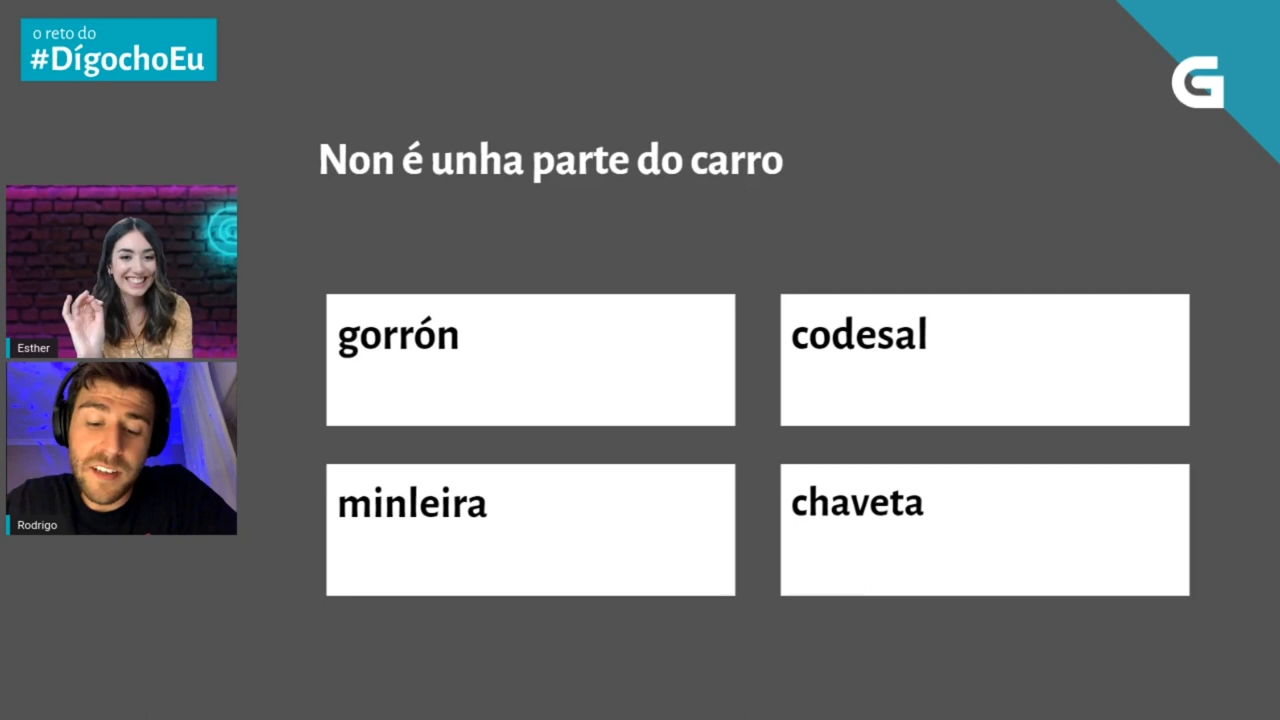 o reto do
#DígochoEu
G
Non é unha parte do carro
gorrón
codesal
minleira
chaveta
Esther
Rodrigo